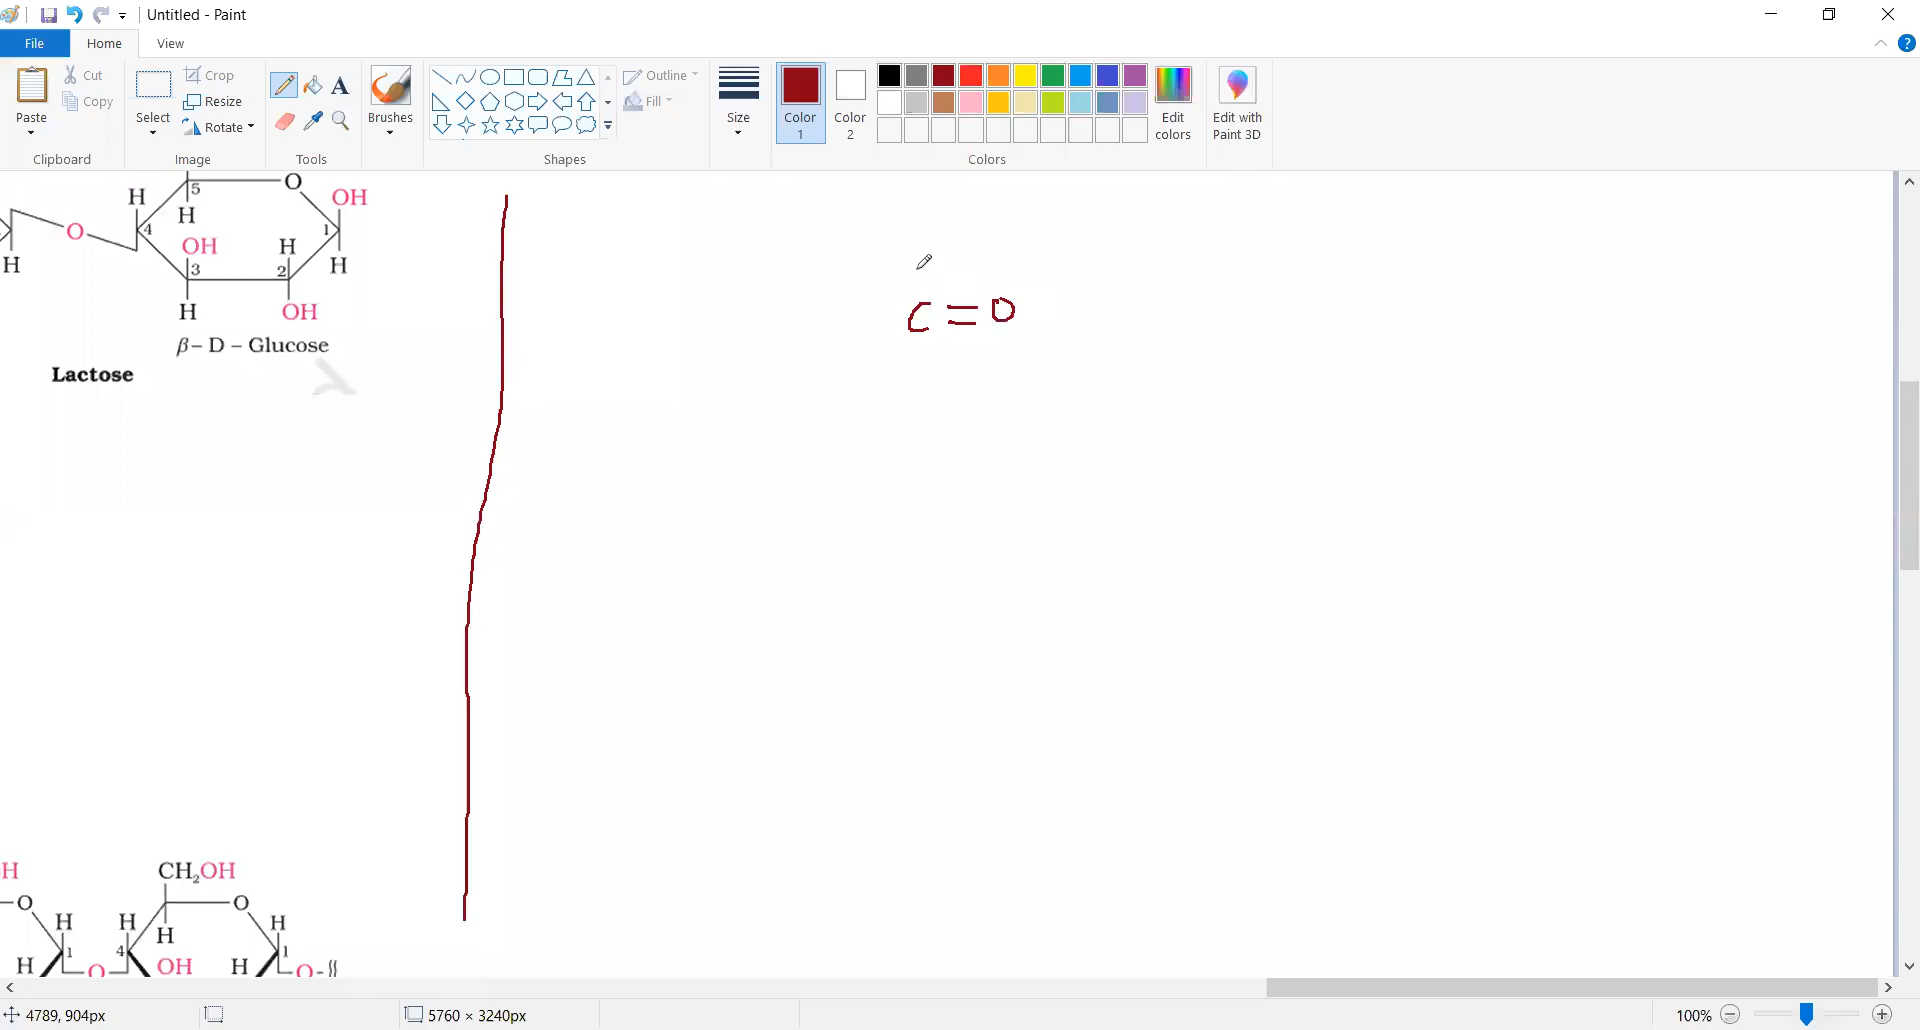 Untitled - Paint
File Home View
Paste Cut Copy Clipboard
Select Crop Resize Rotate Image
A Tools
Brushes
Outline Fill Shapes
Size
Color 1 Color 2 Edit colors Colors
Edit with Paint 3D
5 O
H OH
H
4 1
O OH H
H 3 2 H
H OH
β– D – Glucose
Lactose
C = O
H CH₂OH
O O
H H H H
1 4 1
H O OH H O
4789, 904px 5760 × 3240px 100%